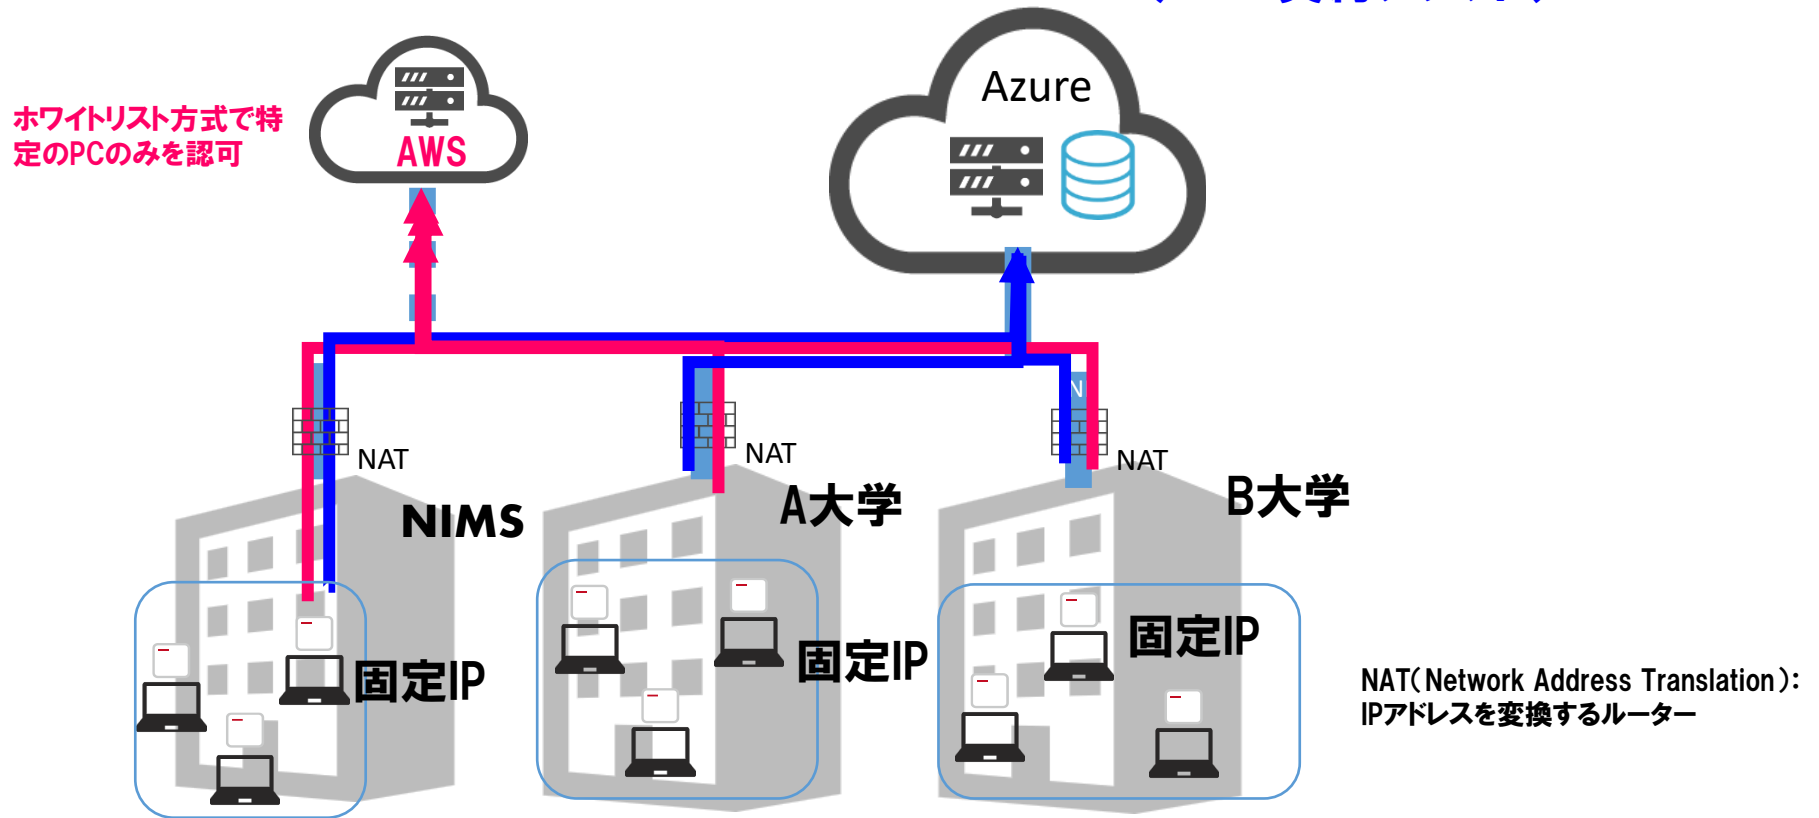 Azure
ホワイトリスト方式で特
定のPCのみを認可
AWS
N
NAT
NAT
NAT
NIMS
A大学
B大学
固定IP
固定IP
固定IP
NAT(Network Address Translation):
IPアドレスを変換するルーター